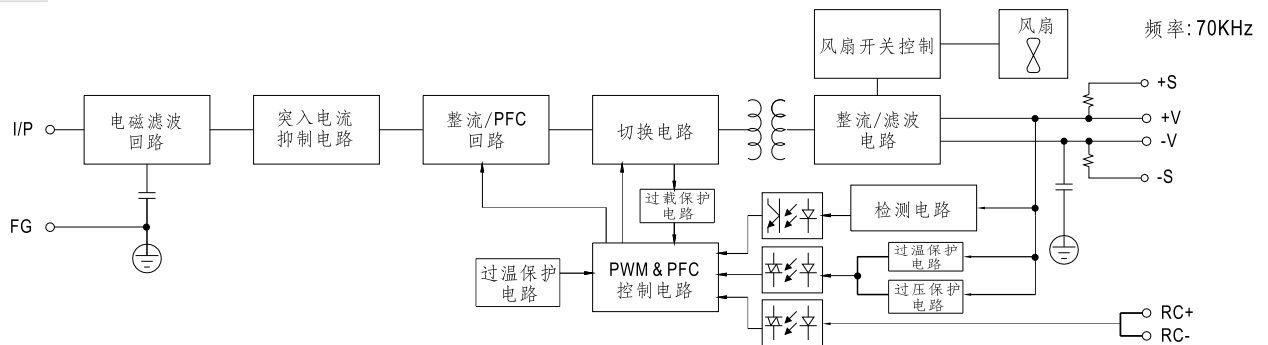 风扇开关控制
风扇
频率: 70KHz
+S
I/P
电磁滤波
回路
突入电流
抑制电路
整流/PFC
回路
切换电路
整流/滤波
电路
+V
-V
-S
过载保护
电路
检测电路
FG
过温保护
电路
PWM & PFC
控制电路
过温保护
电路
过压保护
电路
RC+
RC-